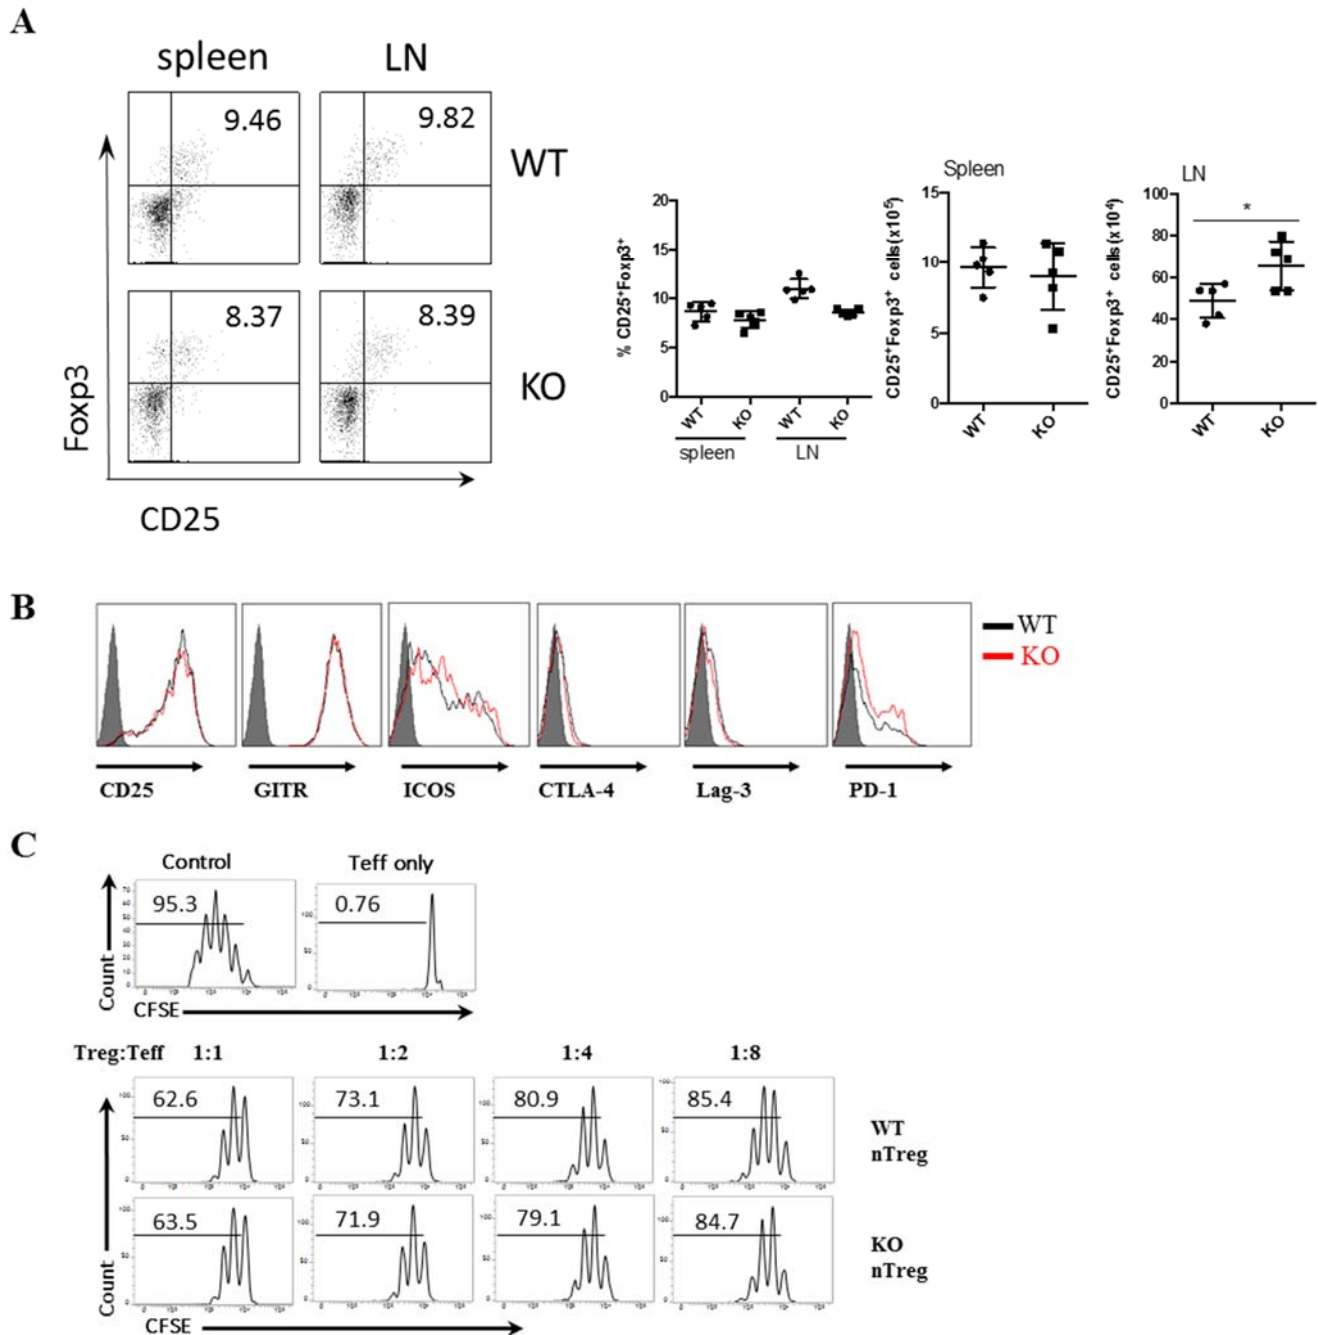 A
spleen LN
9.46 9.82 WT
8.37 8.39 KO
Foxp3
CD25
% CD25⁺Foxp3⁺
20
15
10
5
0
WT KO WT KO
spleen LN
Spleen
CD25⁺Foxp3⁺ cells(x10⁵)
15
10
5
0
WT KO
LN
CD25⁺Foxp3⁺ cells(x10⁴)
100
80
60
40
20
0
*
WT KO
B
WT
KO
CD25 GITR ICOS CTLA-4 Lag-3 PD-1
C
Control Teff only
95.3 0.76
Count
CFSE
Treg:Teff 1:1 1:2 1:4 1:8
62.6 73.1 80.9 85.4
WT
nTreg
63.5 71.9 79.1 84.7
KO
nTreg
Count
CFSE